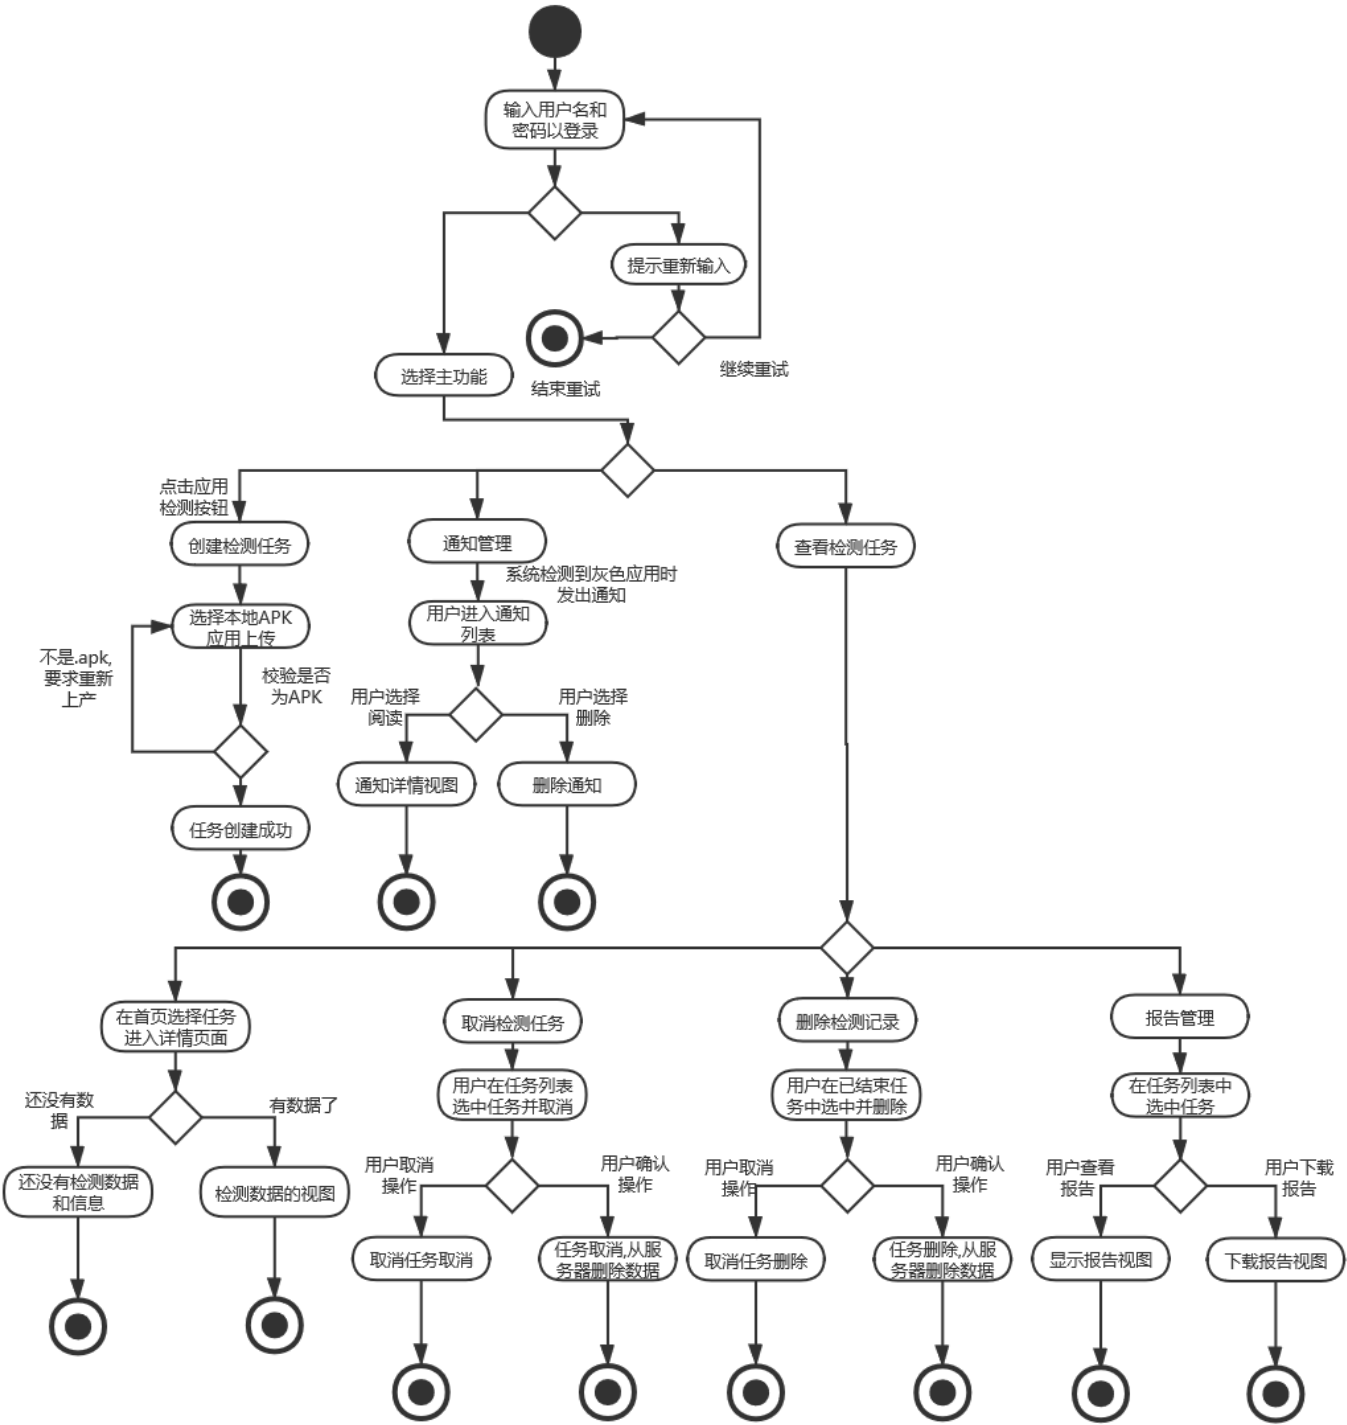 输入用户名和
密码以登录
提示重新输入
继续重试
结束重试
选择主功能
点击应用
检测按钮
创建检测任务
通知管理
查看检测任务
系统检测到灰色应用时
发出通知
选择本地APK
应用上传
用户进入通知
列表
不是.apk,
要求重新
上产
校验是否
为APK
用户选择
阅读
用户选择
删除
通知详情视图
删除通知
任务创建成功
在首页选择任务
进入详情页面
取消检测任务
删除检测记录
报告管理
用户在任务列表
选中任务并取消
用户在已结束任
务中选中并删除
在任务列表中
选中任务
还没有数
据
有数据了
用户取消
操作
用户确认
操作
用户取消
操作
用户确认
操作
用户查看
报告
用户下载
报告
还没有检测数据
和信息
检测数据的视图
取消任务取消
任务取消,从服
务器删除数据
取消任务删除
任务删除,从服
务器删除数据
显示报告视图
下载报告视图